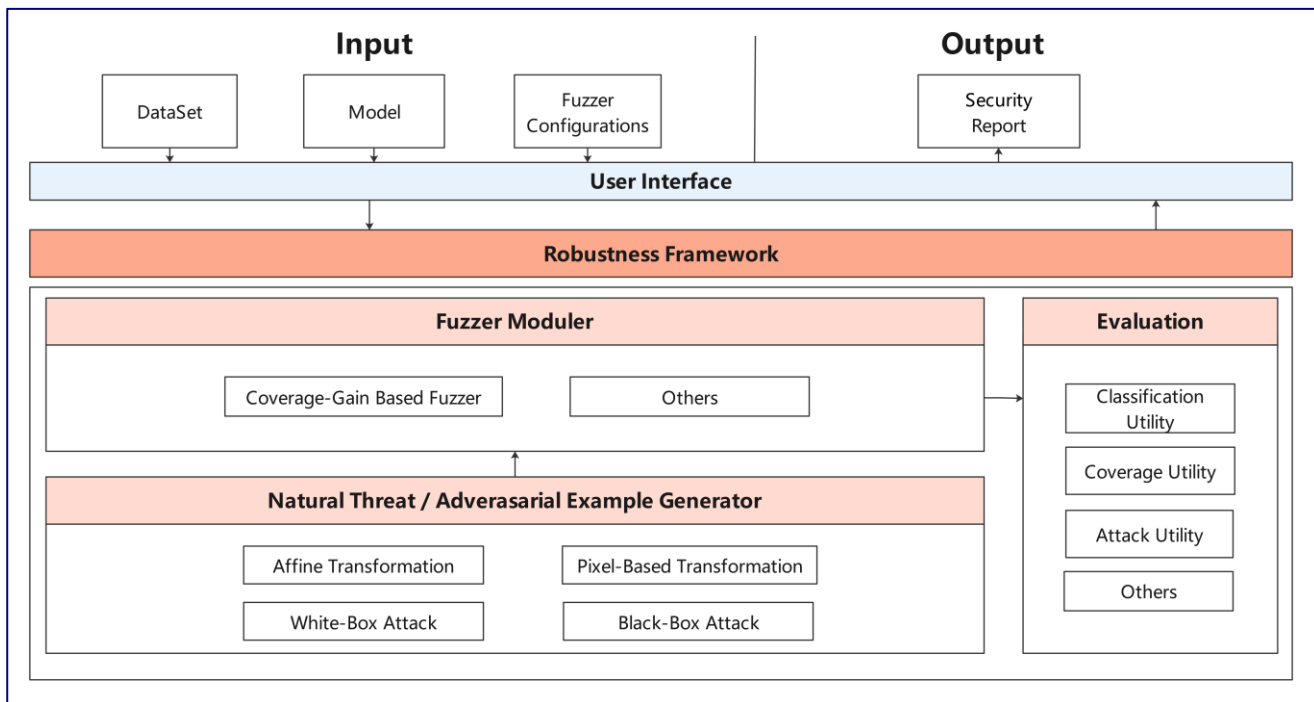 Input
Output
DataSet
Model
Fuzzer
Configurations
Security
Report
User Interface
Robustness Framework
Fuzzer Moduler
Coverage-Gain Based Fuzzer
Others
Natural Threat / Adverasarial Example Generator
Affine Transformation
Pixel-Based Transformation
White-Box Attack
Black-Box Attack
Evaluation
Classification
Utility
Coverage Utility
Attack Utility
Others